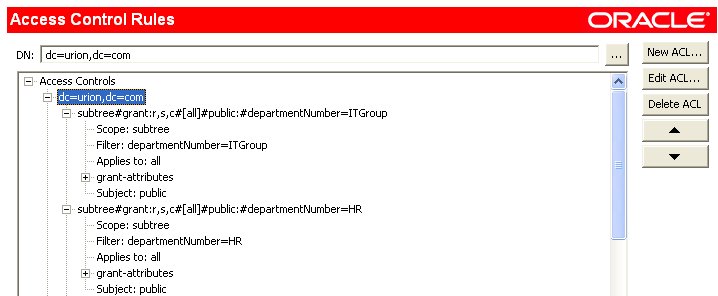 Access Control Rules ORACLE
DN: dc=urion,dc=com ... New ACL...
Edit ACL...
Delete ACL
Access Controls
dc=urion,dc=com
subtree#grant:r,s,c#[all]#public:#departmentNumber=ITGroup
Scope: subtree
Filter: departmentNumber=ITGroup
Applies to: all
grant-attributes
Subject: public
subtree#grant:r,s,c#[all]#public:#departmentNumber=HR
Scope: subtree
Filter: departmentNumber=HR
Applies to: all
grant-attributes
Subject: public